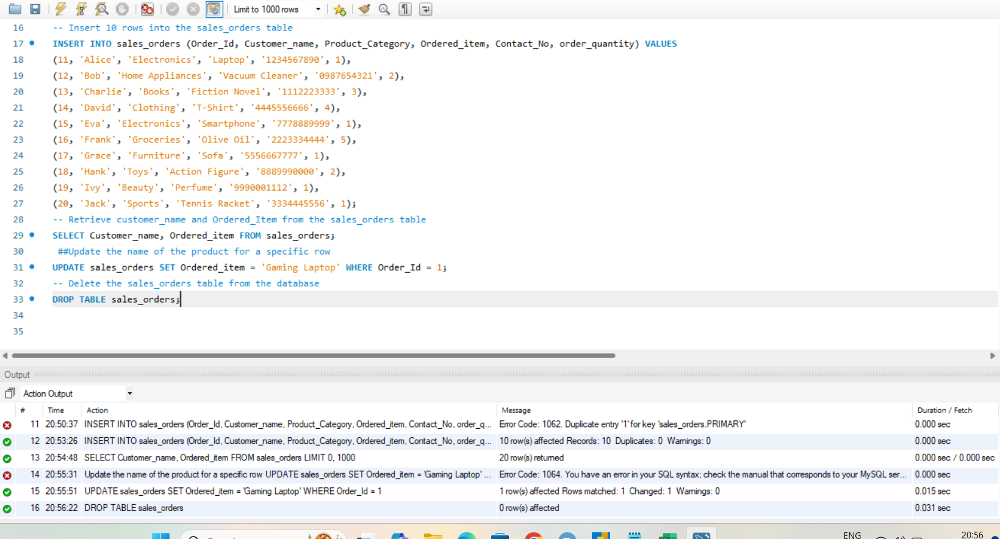 Limit to 1000 rows
16 -- Insert 10 rows into the sales_orders table
17 INSERT INTO sales_orders (Order_Id, Customer_name, Product_Category, Ordered_item, Contact_No, order_quantity) VALUES
18 (11, 'Alice', 'Electronics', 'Laptop', '1234567890', 1),
19 (12, 'Bob', 'Home Appliances', 'Vacuum Cleaner', '0987654321', 2),
20 (13, 'Charlie', 'Books', 'Fiction Novel', '1112223333', 3),
21 (14, 'David', 'Clothing', 'T-Shirt', '4445556666', 4),
22 (15, 'Eva', 'Electronics', 'Smartphone', '7778889999', 1),
23 (16, 'Frank', 'Groceries', 'Olive Oil', '2223334444', 5),
24 (17, 'Grace', 'Furniture', 'Sofa', '5556667777', 1),
25 (18, 'Hank', 'Toys', 'Action Figure', '8889990000', 2),
26 (19, 'Ivy', 'Beauty', 'Perfume', '9990001112', 1),
27 (20, 'Jack', 'Sports', 'Tennis Racket', '3334445556', 1);
28 -- Retrieve customer_name and Ordered_Item from the sales_orders table
29 SELECT Customer_name, Ordered_item FROM sales_orders;
30 ##Update the name of the product for a specific row
31 UPDATE sales_orders SET Ordered_item = 'Gaming Laptop' WHERE Order_Id = 1;
32 -- Delete the sales_orders table from the database
33 DROP TABLE sales_orders;
34
35
Output
Action Output
# Time Action Message Duration / Fetch
11 20:50:37 INSERT INTO sales_orders (Order_Id, Customer_name, Product_Category, Ordered_item, Contact_No, order_q... Error Code: 1062. Duplicate entry '1' for key 'sales_orders.PRIMARY' 0.000 sec
12 20:53:26 INSERT INTO sales_orders (Order_Id, Customer_name, Product_Category, Ordered_item, Contact_No, order_q... 10 row(s) affected Records: 10 Duplicates: 0 Warnings: 0 0.000 sec
13 20:54:48 SELECT Customer_name, Ordered_item FROM sales_orders LIMIT 0, 1000 20 row(s) returned 0.000 sec / 0.000 sec
14 20:55:31 Update the name of the product for a specific row UPDATE sales_orders SET Ordered_item = 'Gaming Laptop' ... Error Code: 1064. You have an error in your SQL syntax; check the manual that corresponds to your MySQL ser... 0.000 sec
15 20:55:51 UPDATE sales_orders SET Ordered_item = 'Gaming Laptop' WHERE Order_Id = 1 1 row(s) affected Rows matched: 1 Changed: 1 Warnings: 0 0.015 sec
16 20:56:22 DROP TABLE sales_orders 0 row(s) affected 0.031 sec
ENG 20:56